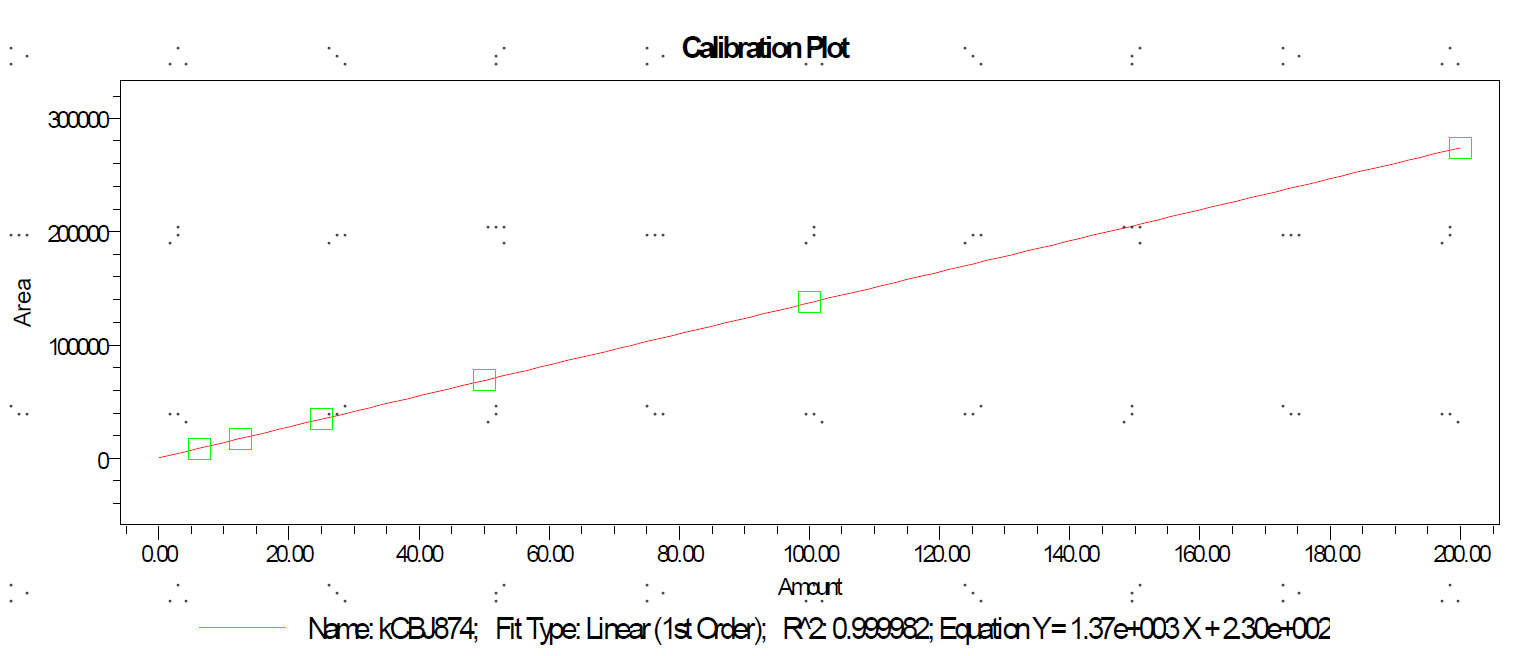 Calibration Plot
300000
200000
100000
0
Area
0.00 20.00 40.00 60.00 80.00 100.00 120.00 140.00 160.00 180.00 200.00
Amount
Name: kCBJ874; Fit Type: Linear (1st Order); R^2: 0.999982; Equation Y = 1.37e+003 X + 2.30e+002